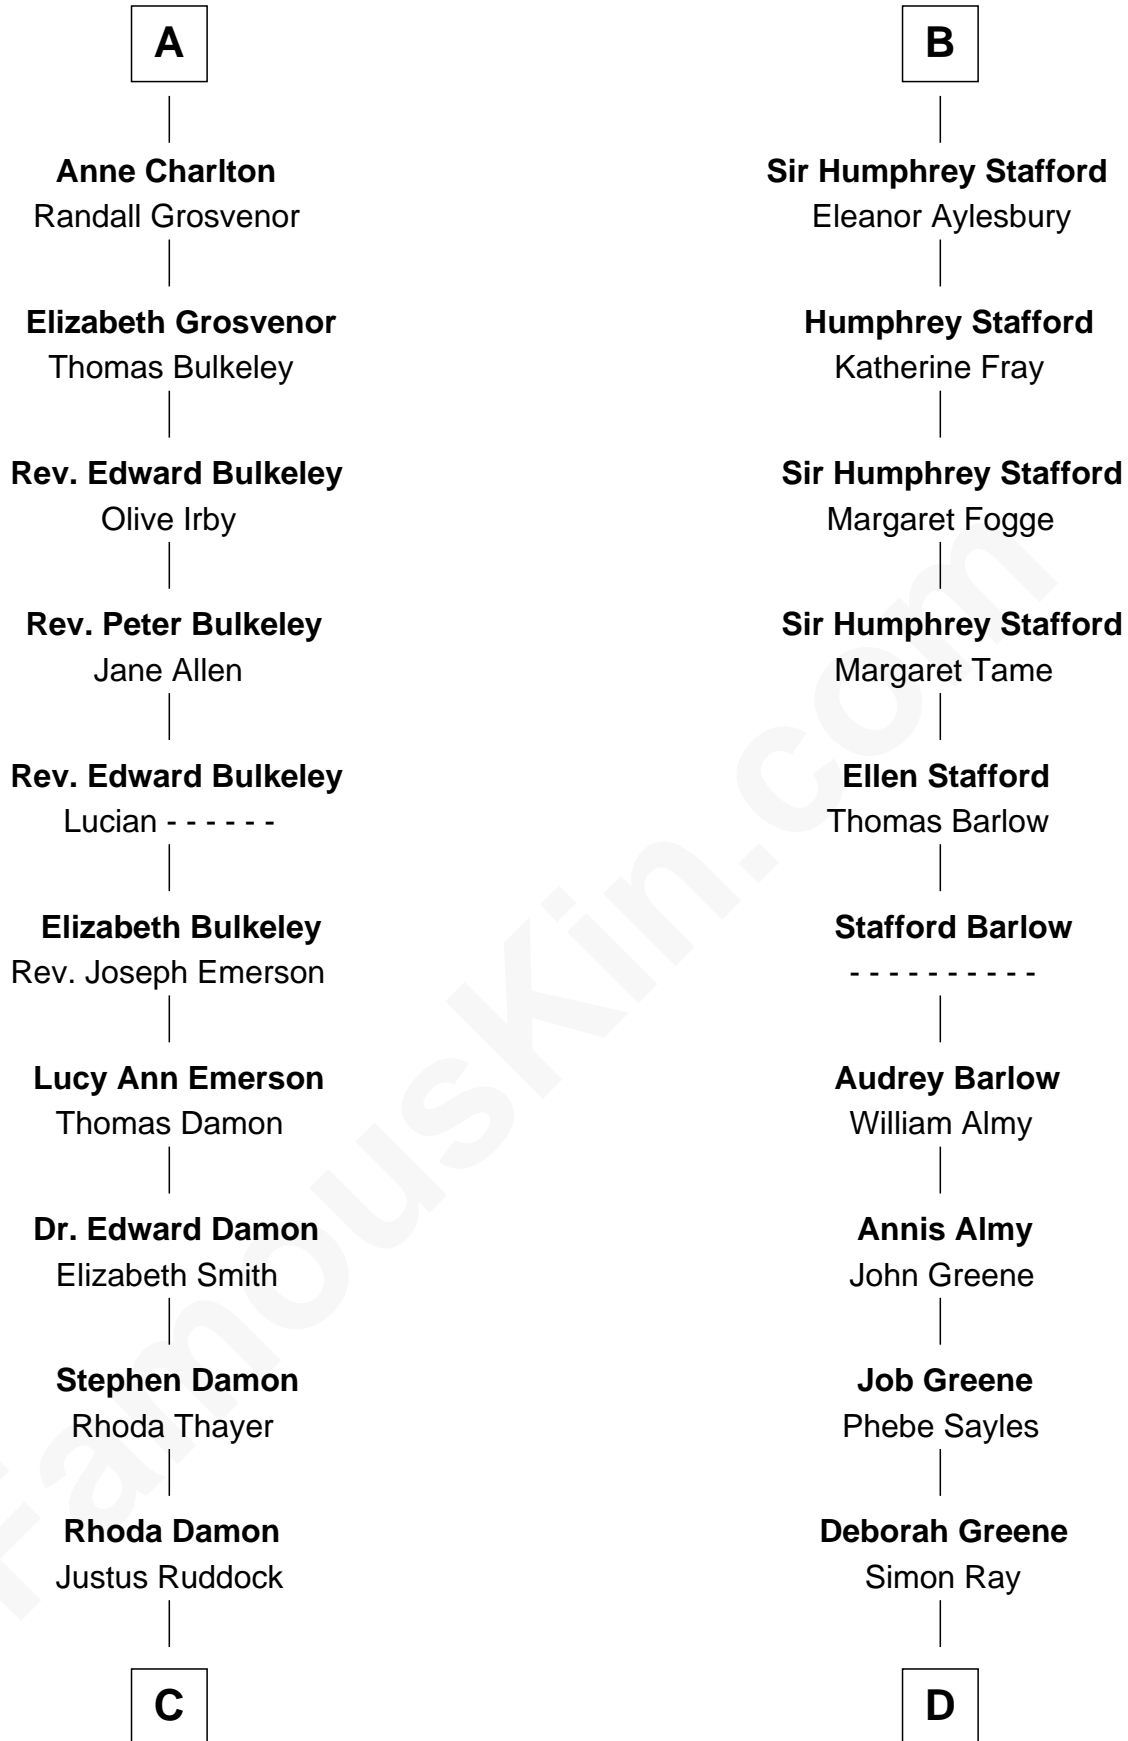 A
Anne Charlton
Randall Grosvenor
Elizabeth Grosvenor
Thomas Bulkeley
Rev. Edward Bulkeley
Olive Irby
Rev. Peter Bulkeley
Jane Allen
Rev. Edward Bulkeley
Lucian - - - - - -
Elizabeth Bulkeley
Rev. Joseph Emerson
Lucy Ann Emerson
Thomas Damon
Dr. Edward Damon
Elizabeth Smith
Stephen Damon
Rhoda Thayer
Rhoda Damon
Justus Ruddock
C
B
Sir Humphrey Stafford
Eleanor Aylesbury
Humphrey Stafford
Katherine Fray
Sir Humphrey Stafford
Margaret Fogge
Sir Humphrey Stafford
Margaret Tame
Ellen Stafford
Thomas Barlow
Stafford Barlow
- - - - - - - - - -
Audrey Barlow
William Almy
Annis Almy
John Greene
Job Greene
Phebe Sayles
Deborah Greene
Simon Ray
D
FamousKin.com